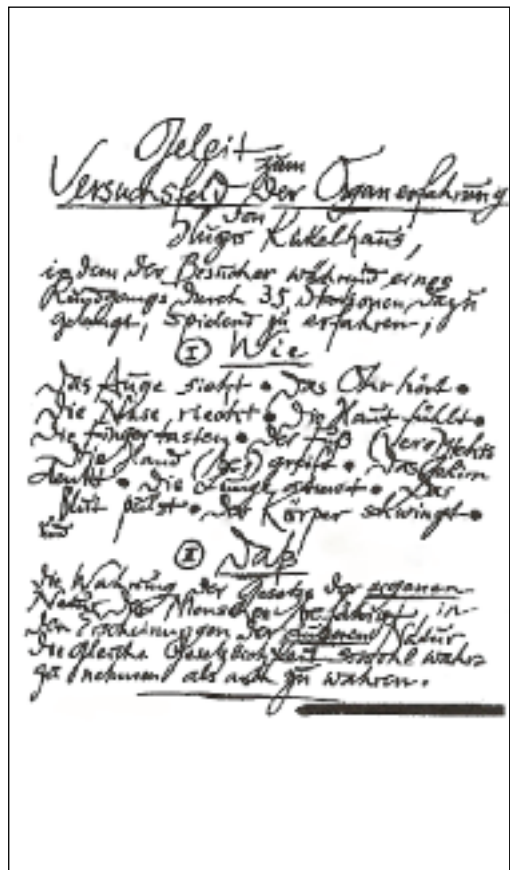 Geleit
zum
Versuchsfeld Der Organerfahrung
von
Hugo Kükelhaus,
in dem der Besucher während eines
Rundgangs durch 35 Stationen dazu
gelangt, spielend zu erfahren;
I Wie
das Auge sieht • Das Ohr hört •
die Nase riecht • Die Haut fühlt •
Die Finger tasten • der Fuß (ver)steht •
Die Hand (be) greift • Das Gehirn
denkt • die Lunge atmet • Das
Blut pulst • der Körper schwingt •
und
II Daß
die Wahrung der Gesetze der eigenen
Natur den Menschen befähigt in
den Erscheinungen der äußeren Natur
die gleiche Gesetzlichkeit sowohl wahr=
zu nehmen als auch zu wahren.